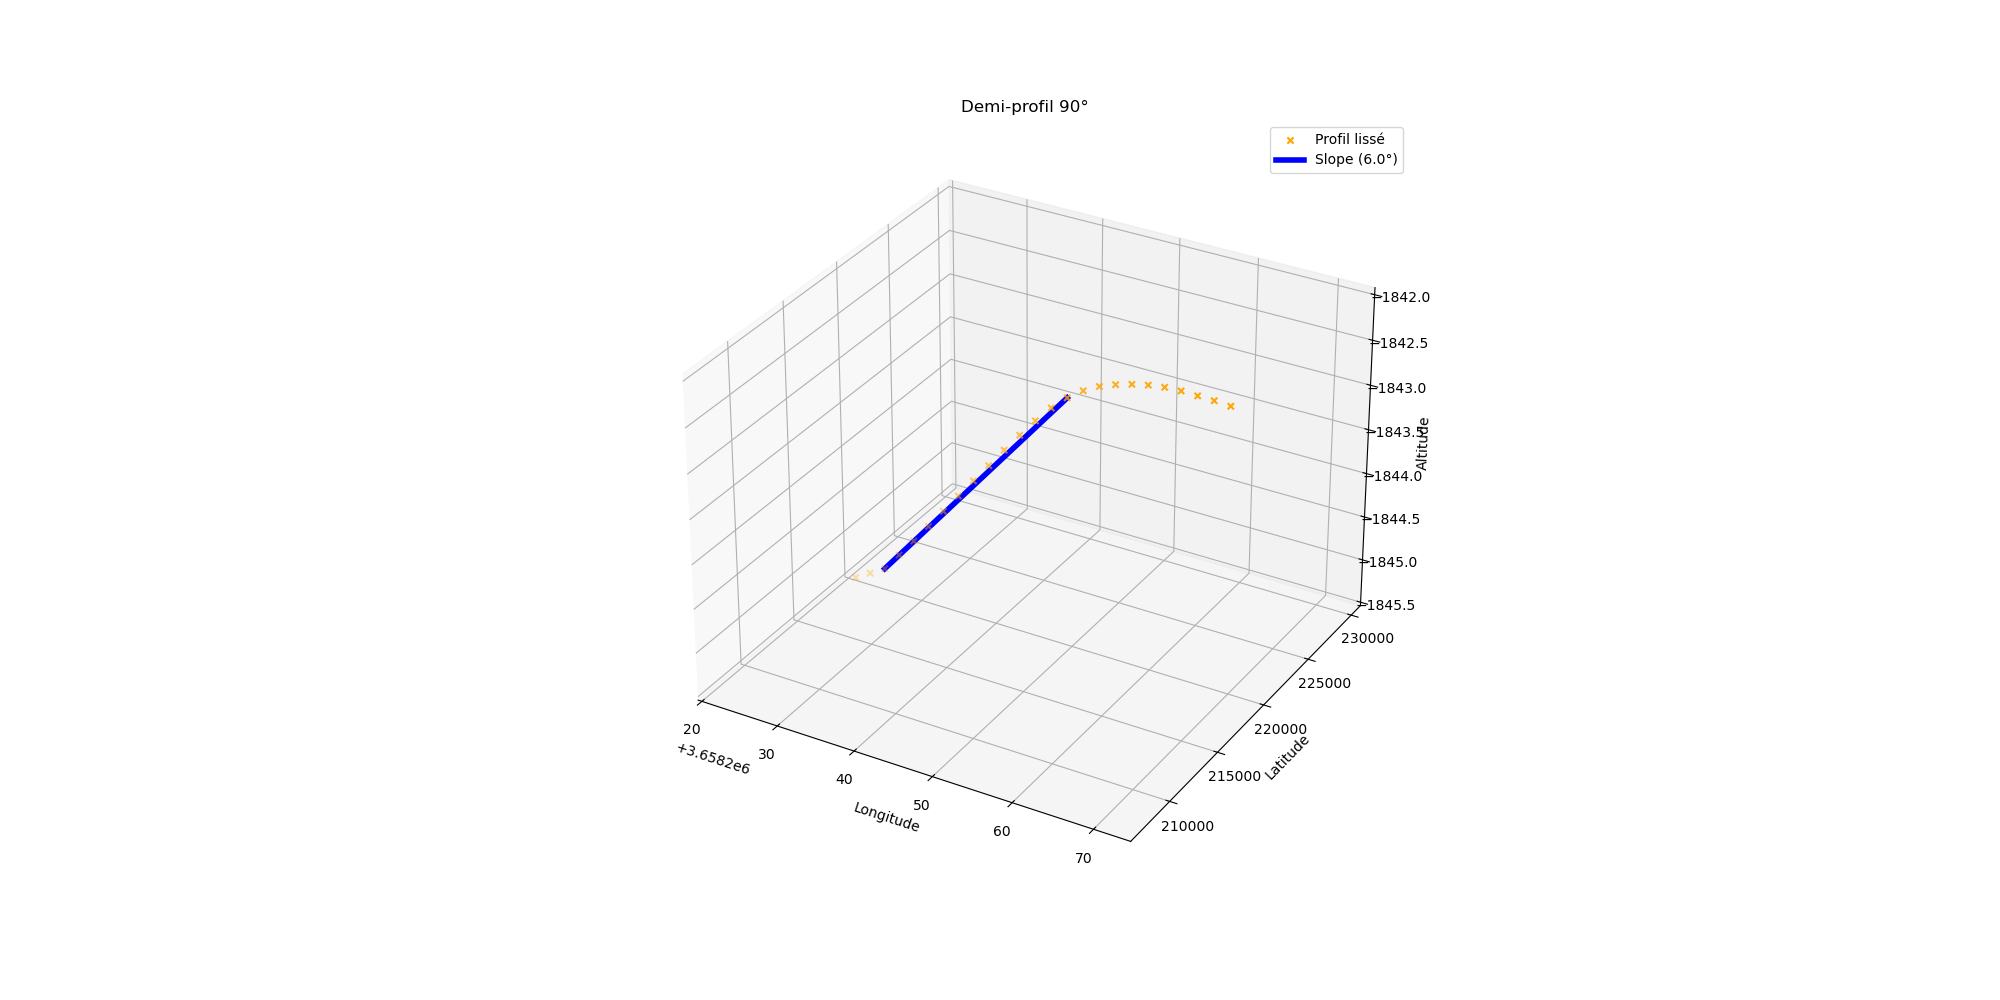 Demi-profil 90°
Profil lissé
Slope (6.0°)
−1842.0
−1842.5
−1843.0
−1843.5
−1844.0
−1844.5
−1845.0
−1845.5
Altitude
230000
225000
220000
215000
210000
Latitude
20
30
40
50
60
70
+3.6582e6
Longitude